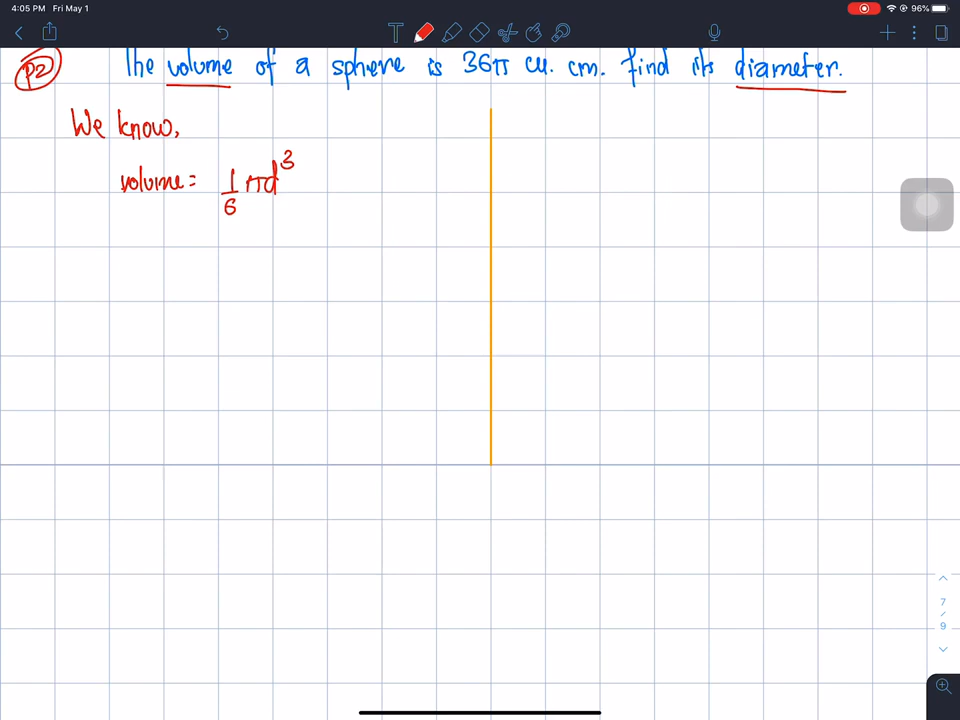 4:05 PM Fri May 1
96%
P2 The volume of a sphere is 36π cu. cm. find its diameter.
We know,
volume = 1/6 πd³
7
/
9